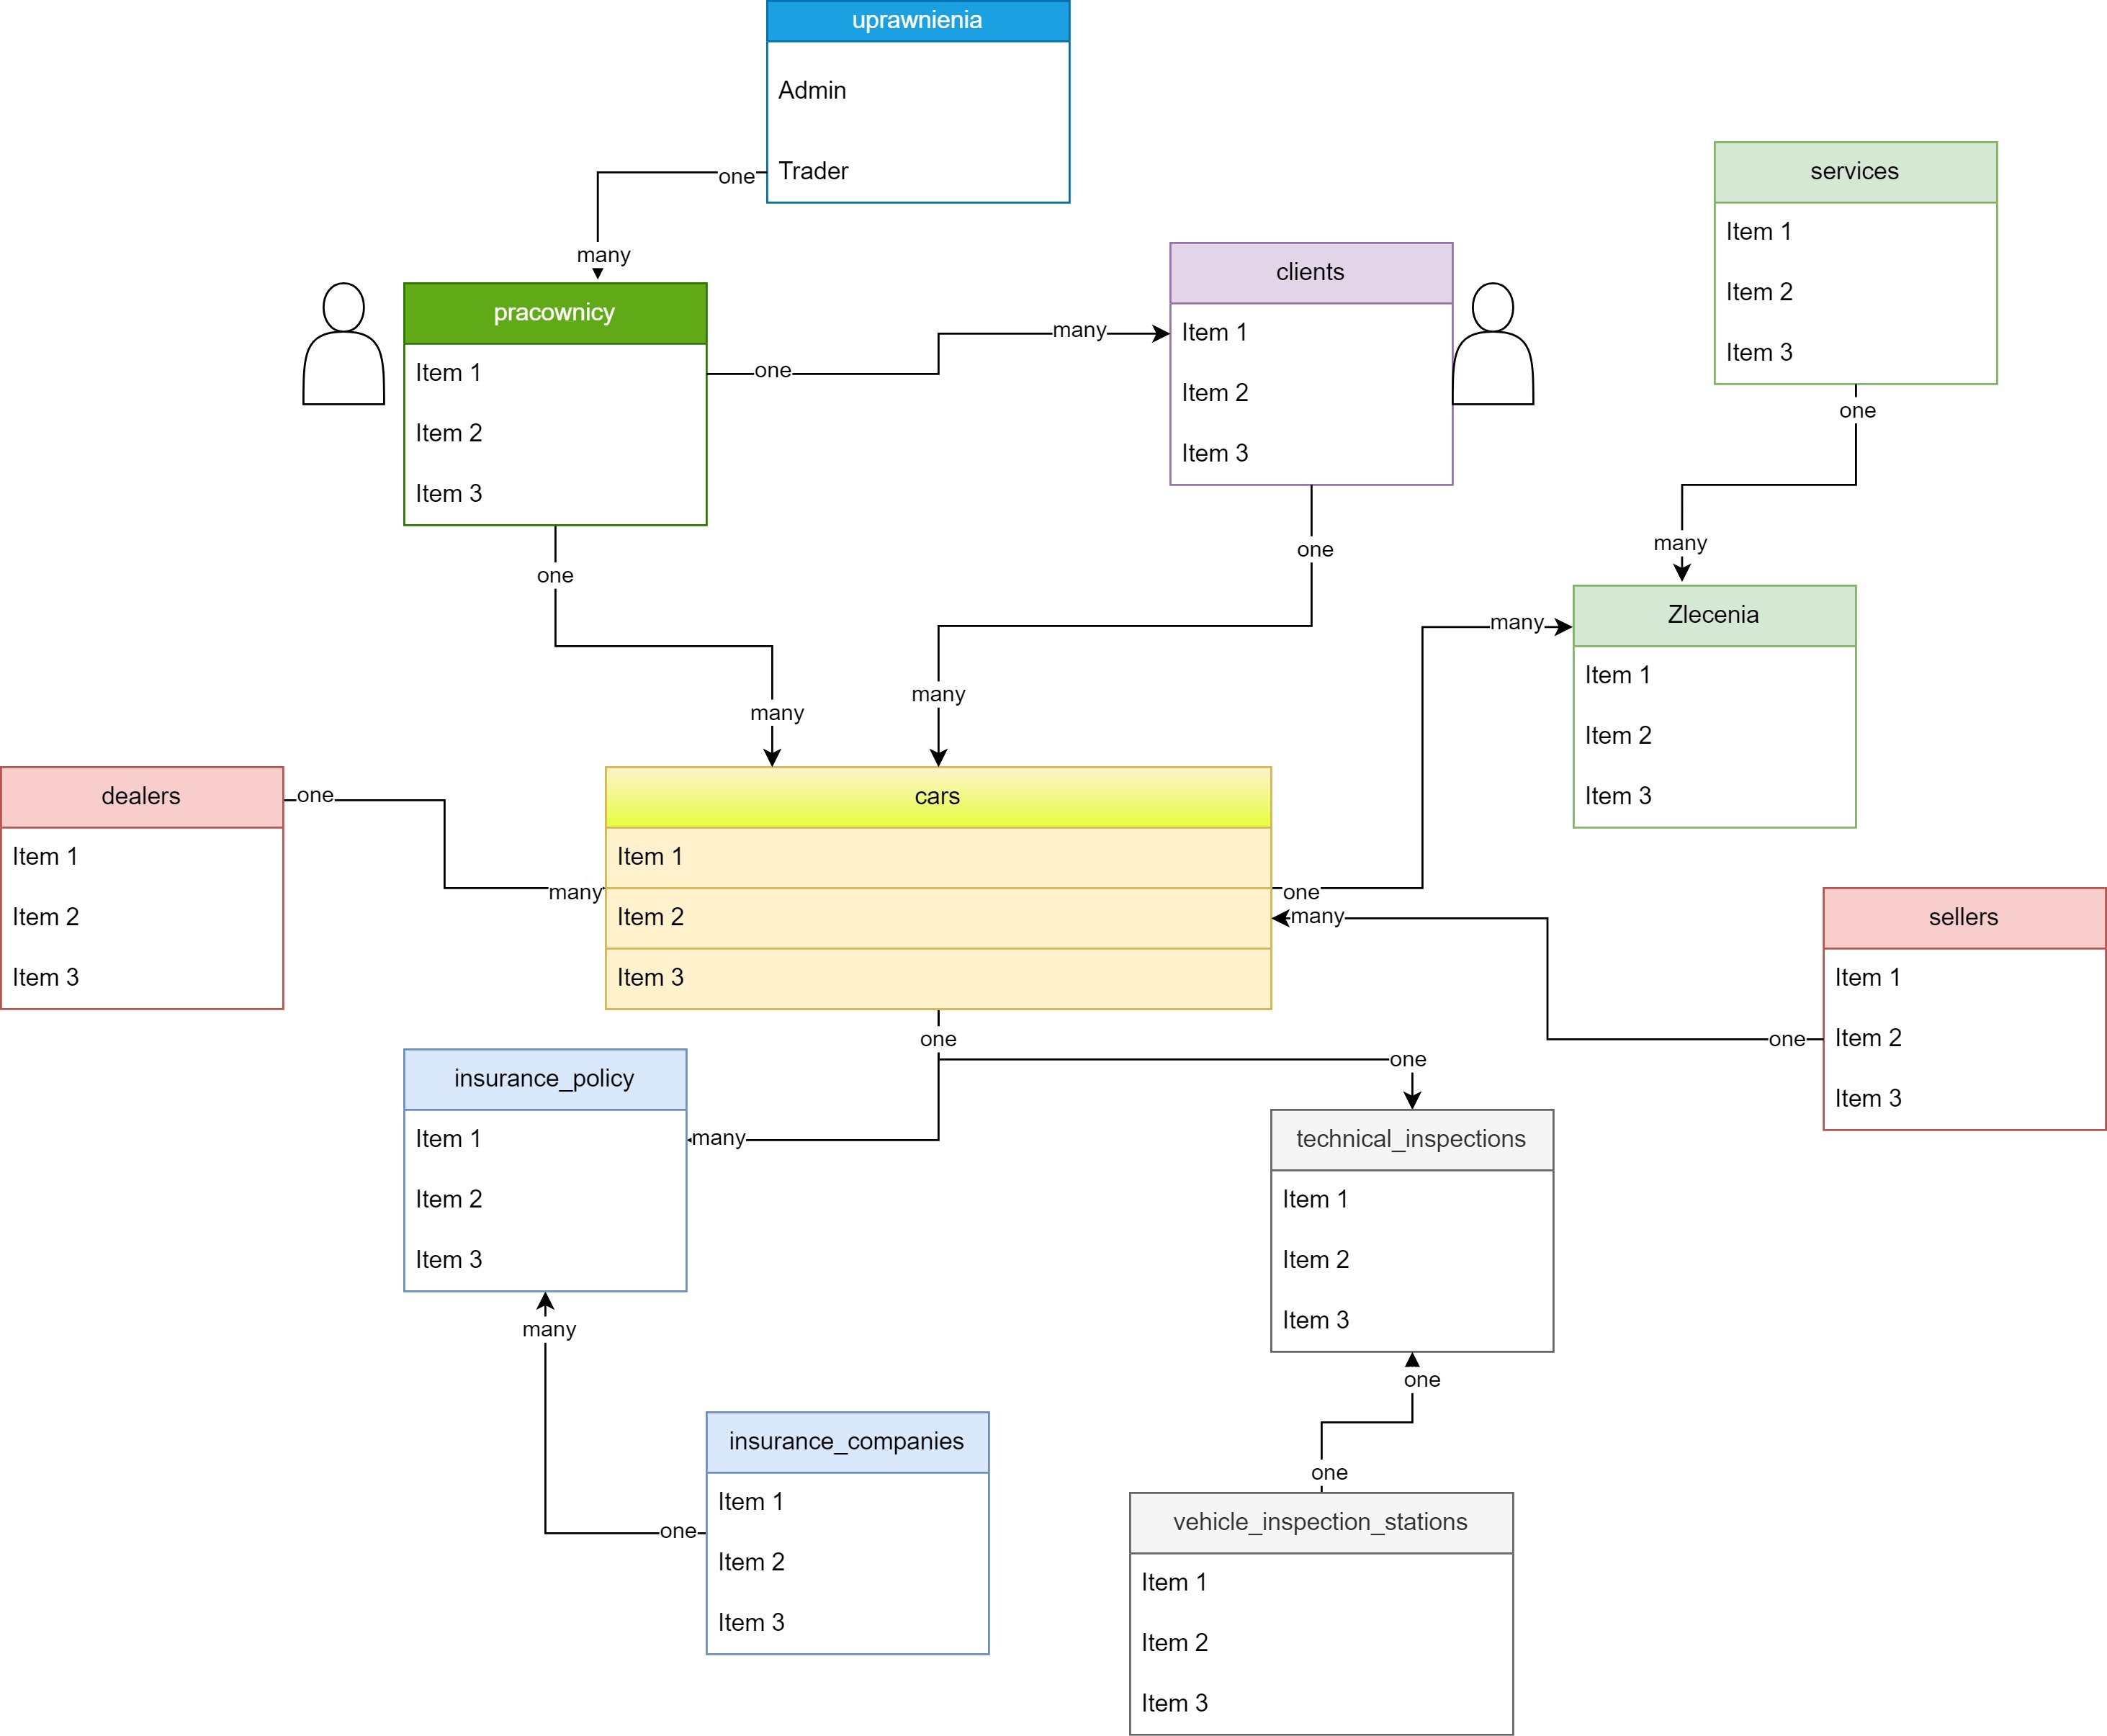 uprawnienia
Admin
Trader
one
many
pracownicy
Item 1
Item 2
Item 3
one
many
clients
Item 1
Item 2
Item 3
services
Item 1
Item 2
Item 3
one
many
one
many
one
many
Zlecenia
Item 1
Item 2
Item 3
many
one
dealers
Item 1
Item 2
Item 3
one
many
cars
Item 1
Item 2
Item 3
many
one
sellers
Item 1
Item 2
Item 3
one
one
many
insurance_policy
Item 1
Item 2
Item 3
technical_inspections
Item 1
Item 2
Item 3
many
one
insurance_companies
Item 1
Item 2
Item 3
one
one
vehicle_inspection_stations
Item 1
Item 2
Item 3